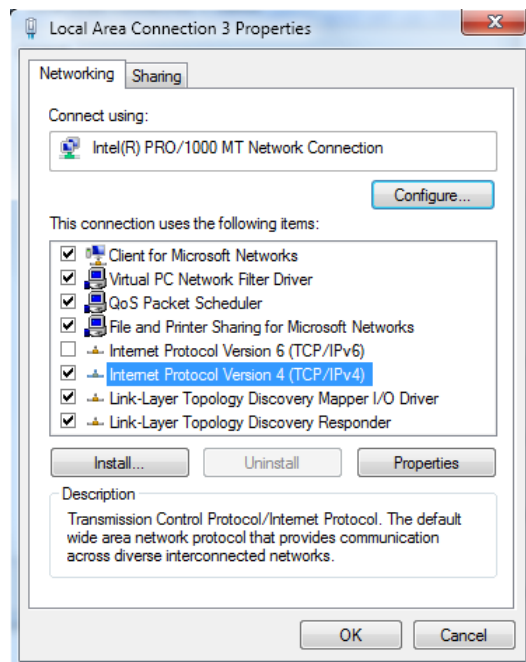 Local Area Connection 3 Properties
X
Networking Sharing
Connect using:
Intel(R) PRO/1000 MT Network Connection
Configure...
This connection uses the following items:
Client for Microsoft Networks
Virtual PC Network Filter Driver
QoS Packet Scheduler
File and Printer Sharing for Microsoft Networks
Internet Protocol Version 6 (TCP/IPv6)
Internet Protocol Version 4 (TCP/IPv4)
Link-Layer Topology Discovery Mapper I/O Driver
Link-Layer Topology Discovery Responder
Install... Uninstall Properties
Description
Transmission Control Protocol/Internet Protocol. The default
wide area network protocol that provides communication
across diverse interconnected networks.
OK Cancel